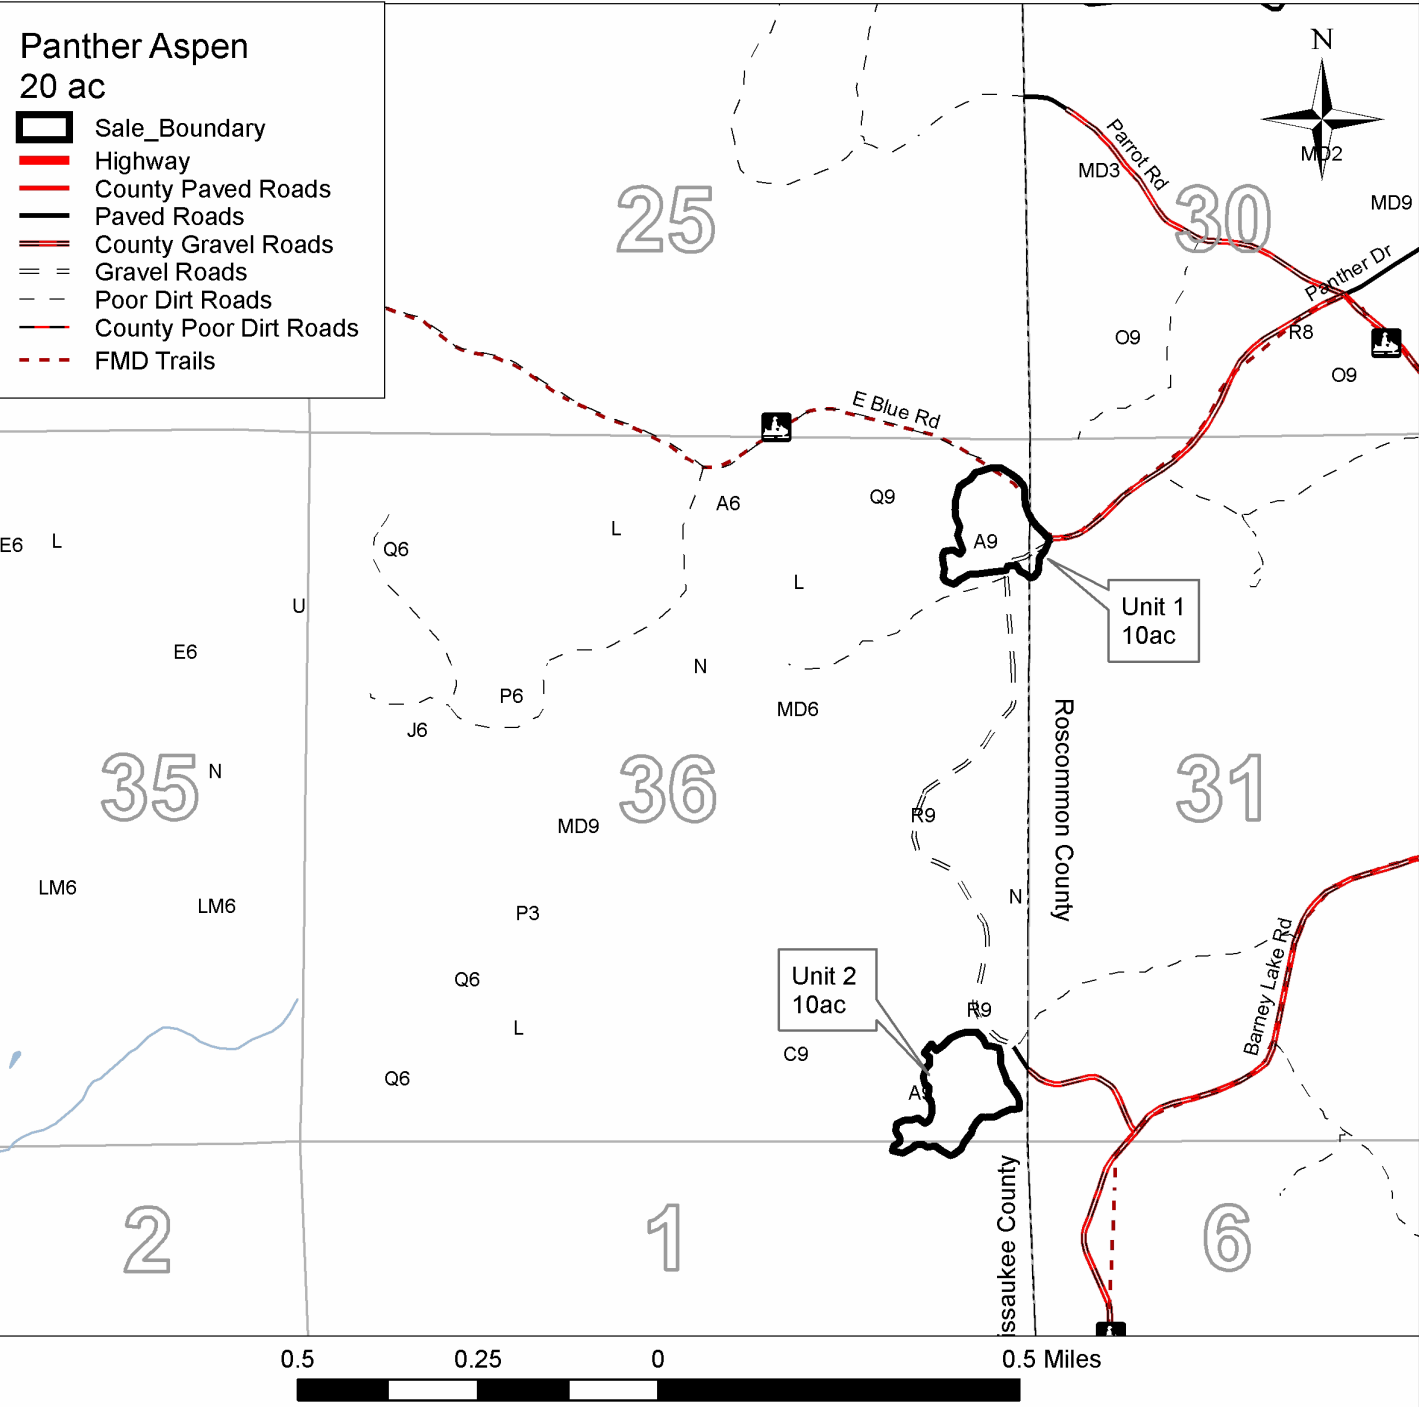 Panther Aspen
20 ac
Sale_Boundary
Highway
County Paved Roads
Paved Roads
County Gravel Roads
Gravel Roads
Poor Dirt Roads
County Poor Dirt Roads
FMD Trails
N
MD2
Parrot Rd
MD3
MD9
25
30
Panther Dr
R8
O9
O9
E Blue Rd
A6
Q9
L
L
E6
Q6
A9
L
Unit 1
10ac
U
E6
N
P6
MD6
J6
Roscommon County
35
N
36
31
R9
MD9
LM6
LM6
P3
N
Barney Lake Rd
Q6
Unit 2
10ac
R9
L
C9
Q6
issaukee County
2
1
6
0.5
0.25
0
0.5 Miles